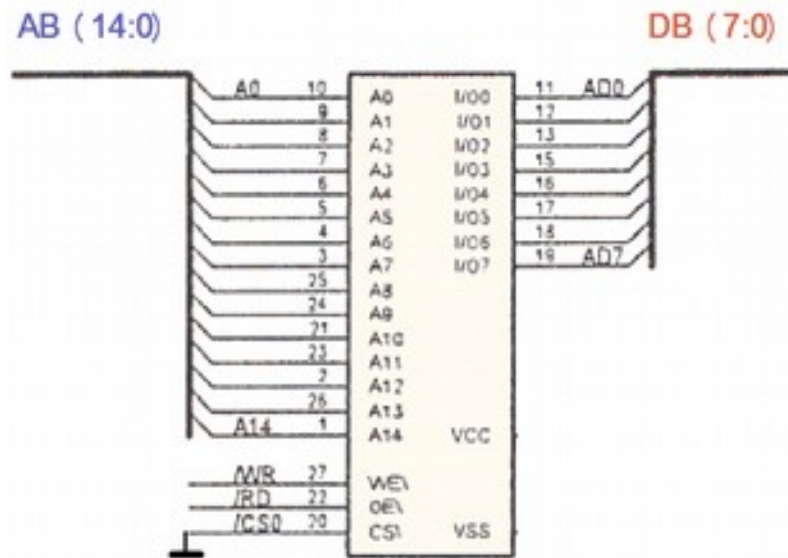 AB ( 14:0) DB ( 7:0)
A0 10 A0 I/O0 11 AD0
9 A1 I/O1 12
8 A2 I/O2 13
7 A3 I/O3 15
6 A4 I/O4 16
5 A5 I/O5 17
4 A6 I/O6 18
3 A7 I/O7 19 AD7
25 A8
24 A9
21 A10
23 A11
2 A12
26 A13
A14 1 A14 VCC
/WR 27 WE\
/RD 22 OE\
/CS0 20 CS\ VSS